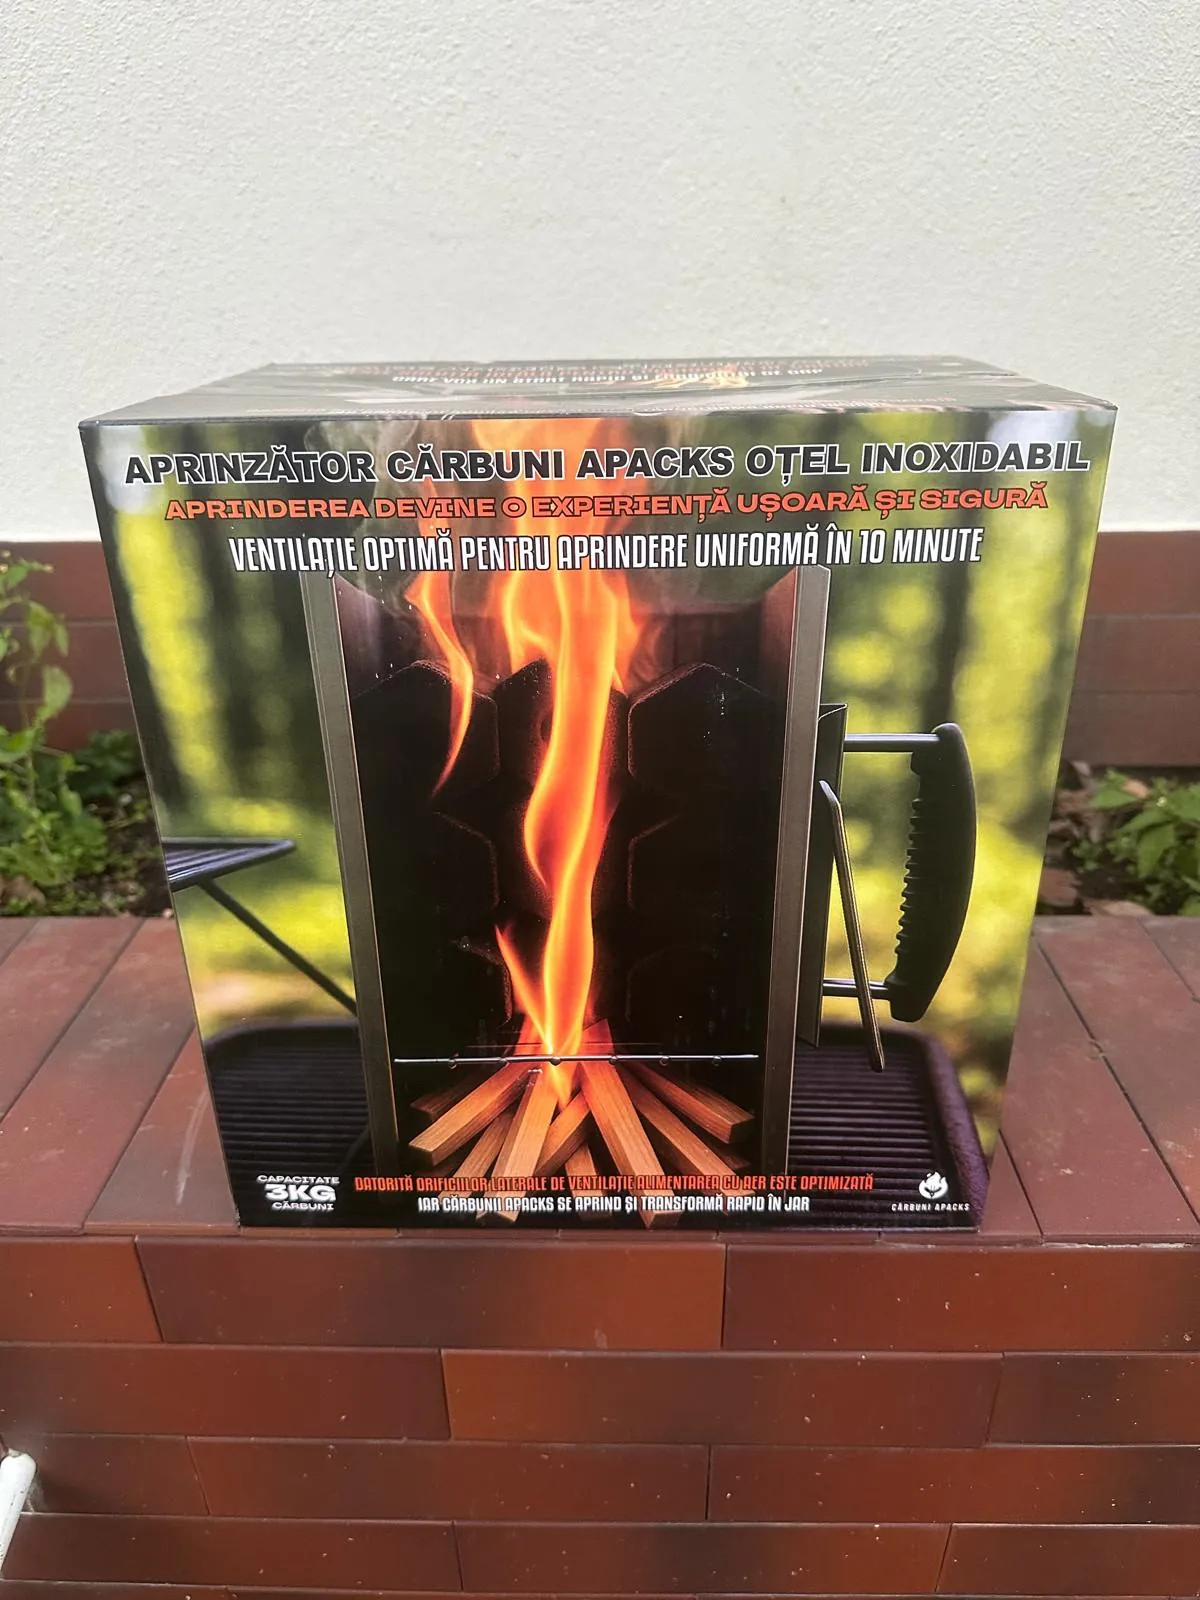 APRINZĂTOR CĂRBUNI APACKS OȚEL INOXIDABIL
APRINDEREA DEVINE O EXPERIENȚĂ UȘOARĂ ȘI SIGURĂ
VENTILAȚIE OPTIMĂ PENTRU APRINDERE UNIFORMĂ ÎN 10 MINUTE
CAPACITATE
3KG
CĂRBUNI
DATORITĂ ORIFICIILOR LATERALE DE VENTILAȚIE ALIMENTAREA CU AER ESTE OPTIMIZATĂ
IAR CĂRBUNII APACKS SE APRIND ȘI TRANSFORMĂ RAPID ÎN JAR
CĂRBUNI APACKS